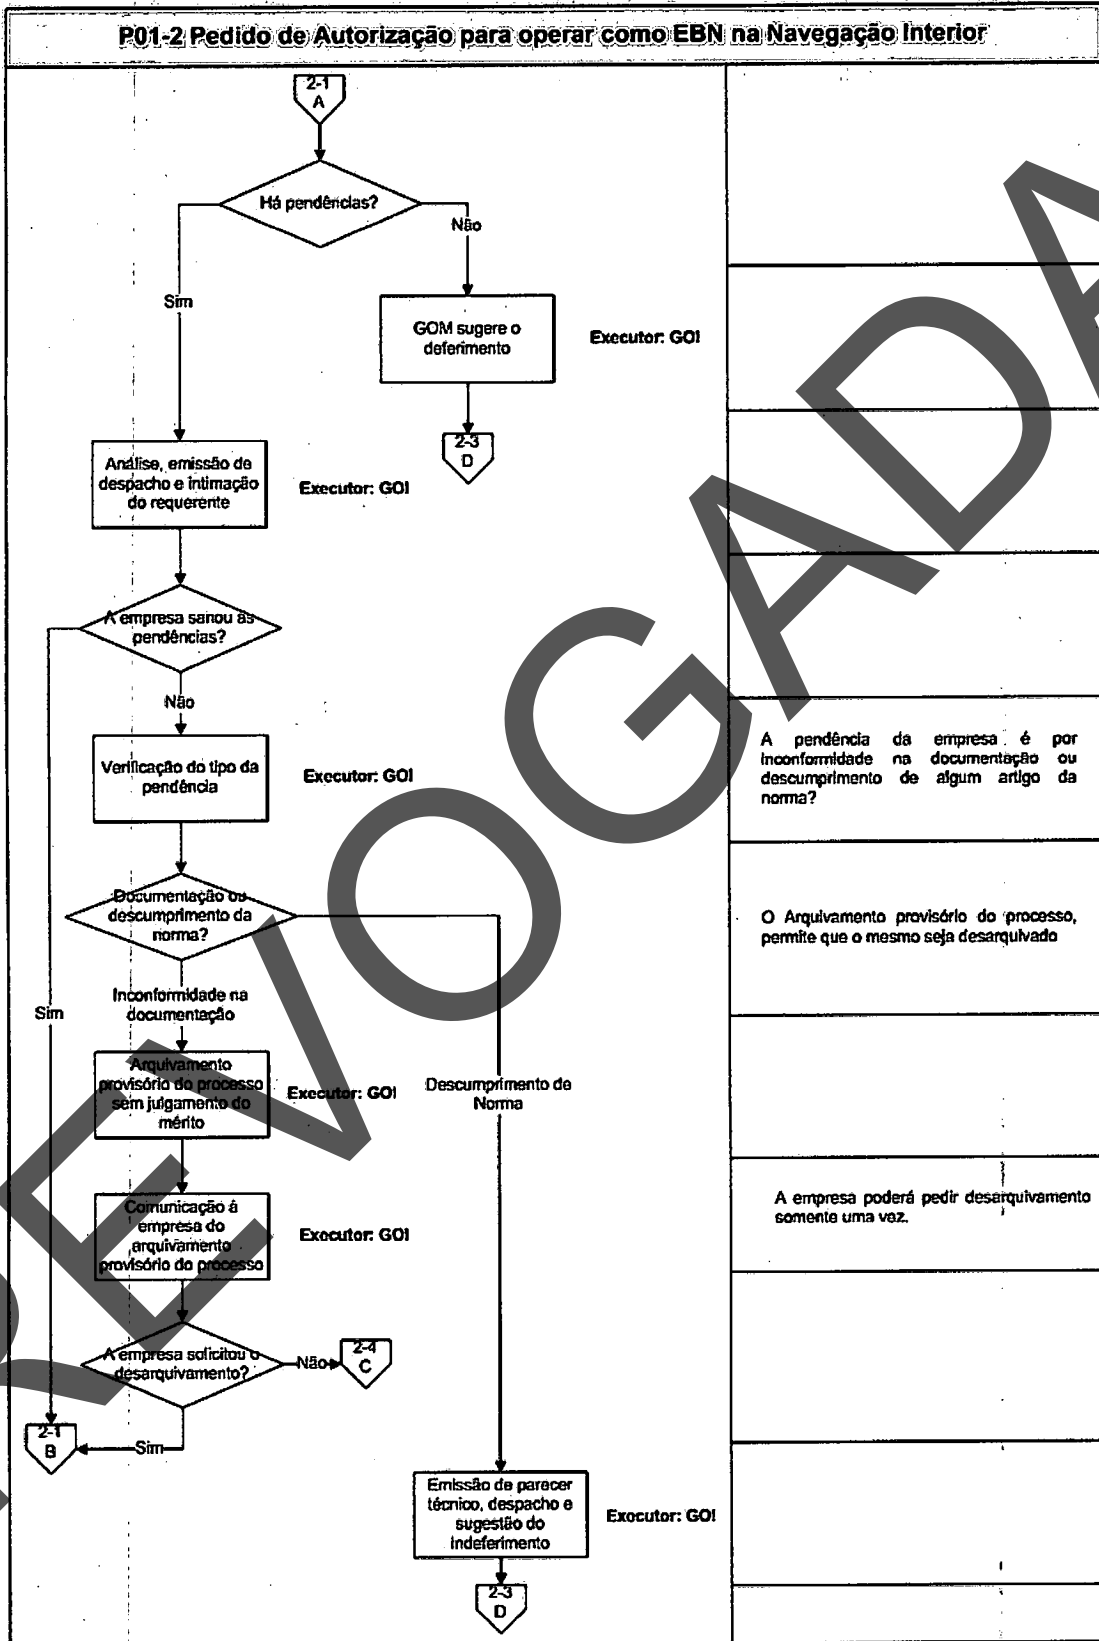 P01-2 Pedido de Autorização para operar como EBN na Navegação Interior
2-1
A
Há pendências?
Não
Sim
GOM sugere o
deferimento
Executor: GOI
2-3
D
Análise, emissão de
despacho e intimação
do requerente
Executor: GOI
A empresa sanou as
pendências?
Não
Verificação do tipo da
pendência
Executor: GOI
A pendência da empresa é por
inconformidade na documentação ou
descumprimento de algum artigo da
norma?
Documentação ou
descumprimento da
norma?
O Arquivamento provisório do processo,
permite que o mesmo seja desarquivado
Inconformidade na
documentação
Sim
Arquivamento
provisório do processo
sem julgamento do
mérito
Executor: GOI
Descumprimento de
Norma
Comunicação à
empresa do
arquivamento
provisório do processo
Executor: GOI
A empresa poderá pedir desarquivamento
somente uma vez.
A empresa solicitou o
desarquivamento?
Não
2-4
C
2-1
B
Sim
Emissão de parecer
técnico, despacho e
sugestão do
indeferimento
Executor: GOI
2-3
D
REVOGADA